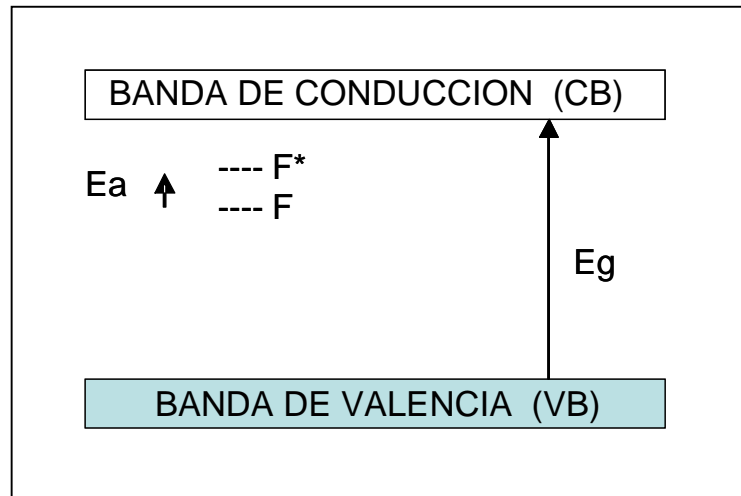 BANDA DE CONDUCCION (CB)
---- F*
Ea
---- F
Eg
BANDA DE VALENCIA (VB)